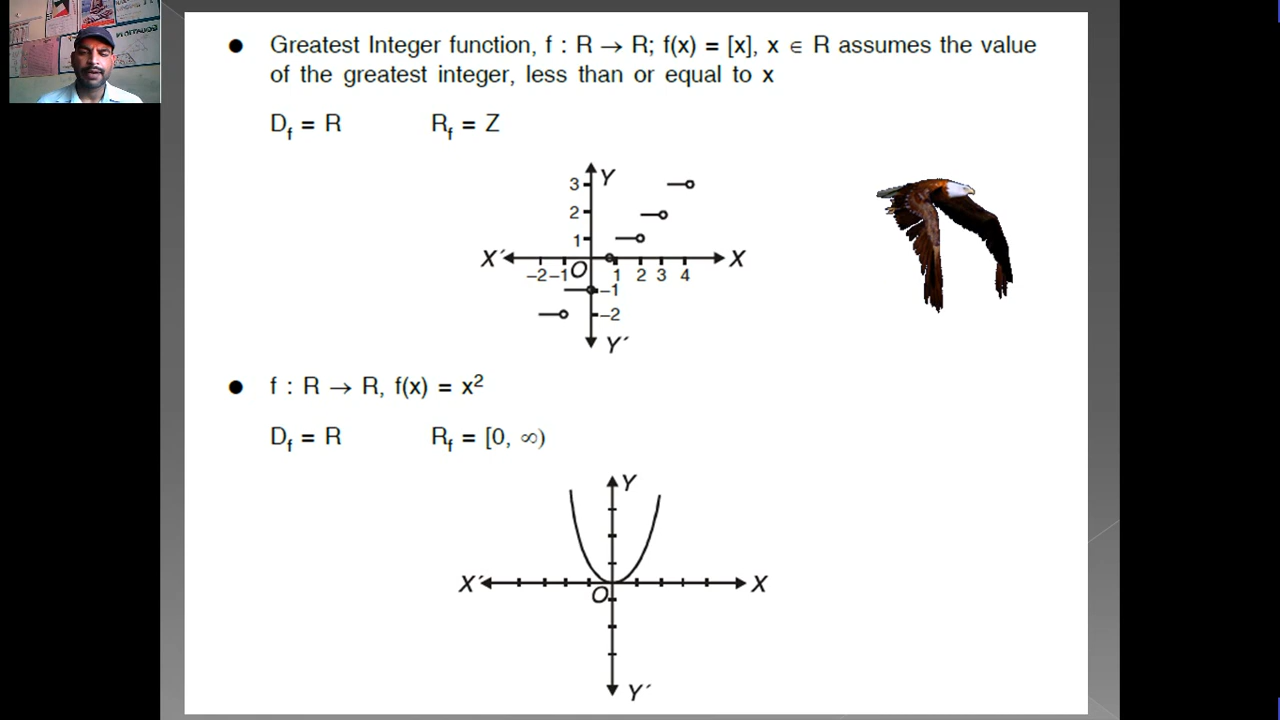 ● Greatest Integer function, f : R → R; f(x) = [x], x ∈ R assumes the value
of the greatest integer, less than or equal to x
D_f = R R_f = Z
Y
3
2
1
X′ O X
–2 –1 1 2 3 4
–1
–2
Y′
● f : R → R, f(x) = x²
D_f = R R_f = [0, ∞)
Y
X′ X
O
Y′